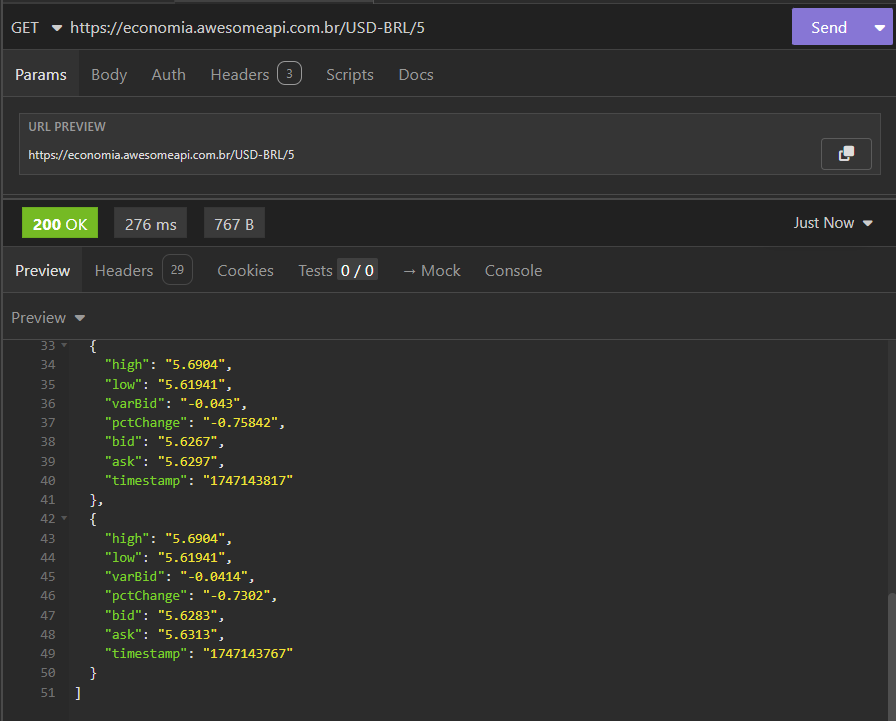 GET https://economia.awesomeapi.com.br/USD-BRL/5 Send
Params Body Auth Headers 3 Scripts Docs
URL PREVIEW
https://economia.awesomeapi.com.br/USD-BRL/5
200 OK 276 ms 767 B Just Now
Preview Headers 29 Cookies Tests 0 / 0 → Mock Console
Preview
33 {
34 "high": "5.6904",
35 "low": "5.61941",
36 "varBid": "-0.043",
37 "pctChange": "-0.75842",
38 "bid": "5.6267",
39 "ask": "5.6297",
40 "timestamp": "1747143817"
41 },
42 {
43 "high": "5.6904",
44 "low": "5.61941",
45 "varBid": "-0.0414",
46 "pctChange": "-0.7302",
47 "bid": "5.6283",
48 "ask": "5.6313",
49 "timestamp": "1747143767"
50 }
51 ]